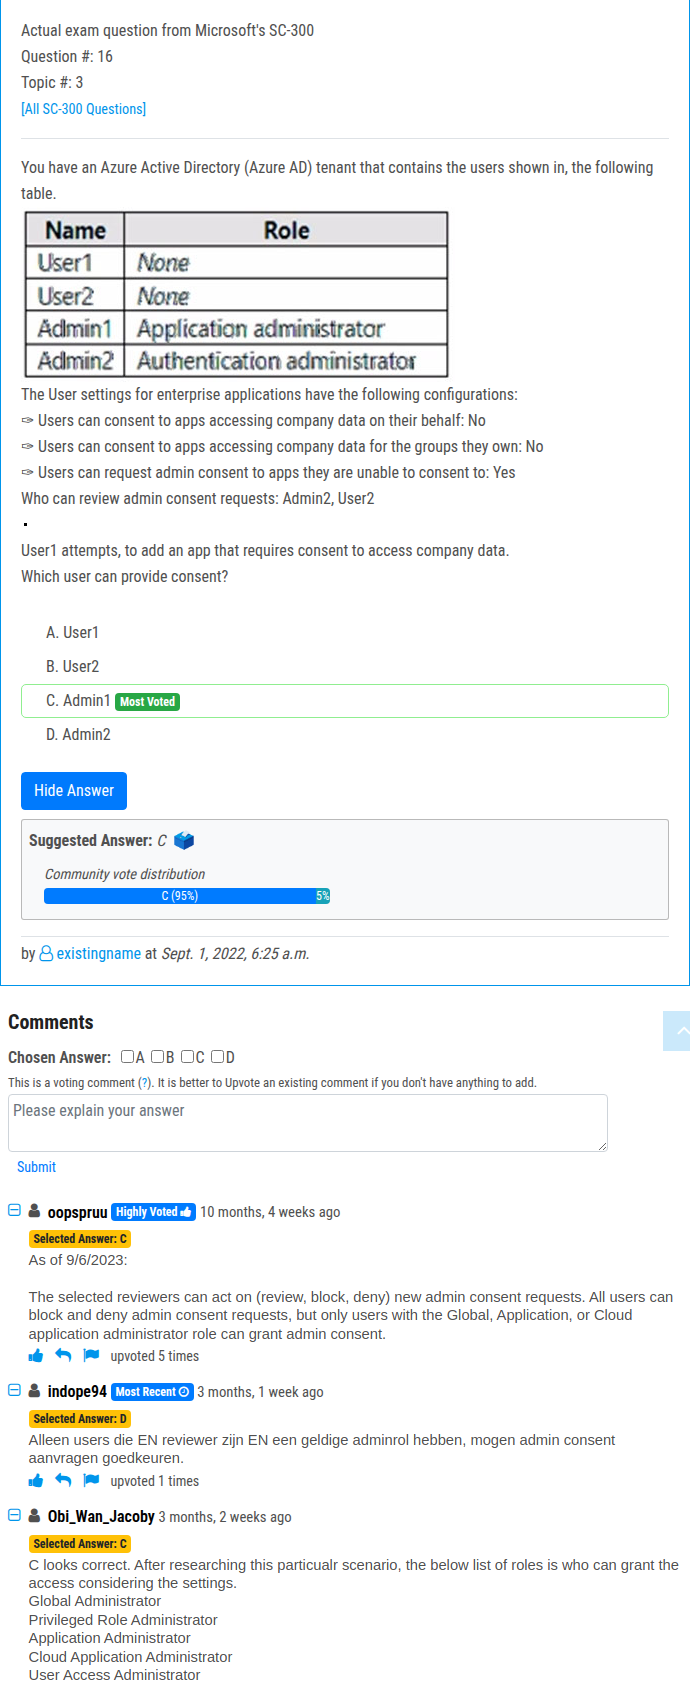 Actual exam question from Microsoft's SC-300
Question #: 16
Topic #: 3
[All SC-300 Questions]
You have an Azure Active Directory (Azure AD) tenant that contains the users shown in, the following
table.
Name Role
User1 None
User2 None
Admin1 Application administrator
Admin2 Authentication administrator
The User settings for enterprise applications have the following configurations:
✑ Users can consent to apps accessing company data on their behalf: No
✑ Users can consent to apps accessing company data for the groups they own: No
✑ Users can request admin consent to apps they are unable to consent to: Yes
Who can review admin consent requests: Admin2, User2
User1 attempts, to add an app that requires consent to access company data.
Which user can provide consent?
A. User1
B. User2
C. Admin1 Most Voted
D. Admin2
Hide Answer
Suggested Answer: C
Community vote distribution
C (95%) 5%
by existingname at Sept. 1, 2022, 6:25 a.m.
Comments
Chosen Answer: A B C D
This is a voting comment (?). It is better to Upvote an existing comment if you don't have anything to add.
Please explain your answer
Submit
oopspruu Highly Voted 10 months, 4 weeks ago
Selected Answer: C
As of 9/6/2023:
The selected reviewers can act on (review, block, deny) new admin consent requests. All users can
block and deny admin consent requests, but only users with the Global, Application, or Cloud
application administrator role can grant admin consent.
upvoted 5 times
indope94 Most Recent 3 months, 1 week ago
Selected Answer: D
Alleen users die EN reviewer zijn EN een geldige adminrol hebben, mogen admin consent
aanvragen goedkeuren.
upvoted 1 times
Obi_Wan_Jacoby 3 months, 2 weeks ago
Selected Answer: C
C looks correct. After researching this particualr scenario, the below list of roles is who can grant the
access considering the settings.
Global Administrator
Privileged Role Administrator
Application Administrator
Cloud Application Administrator
User Access Administrator